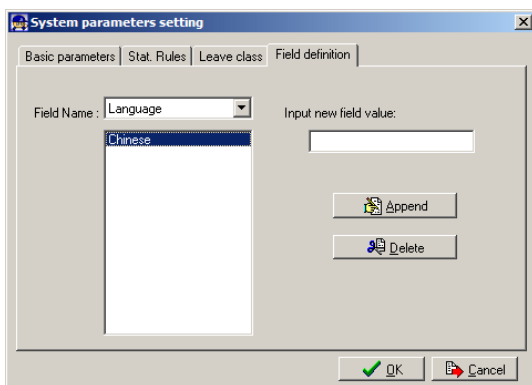 System parameters setting
Basic parameters Stat. Rules Leave class Field definition
Field Name : Language Input new field value:
Chinese
Append
Delete
OK Cancel